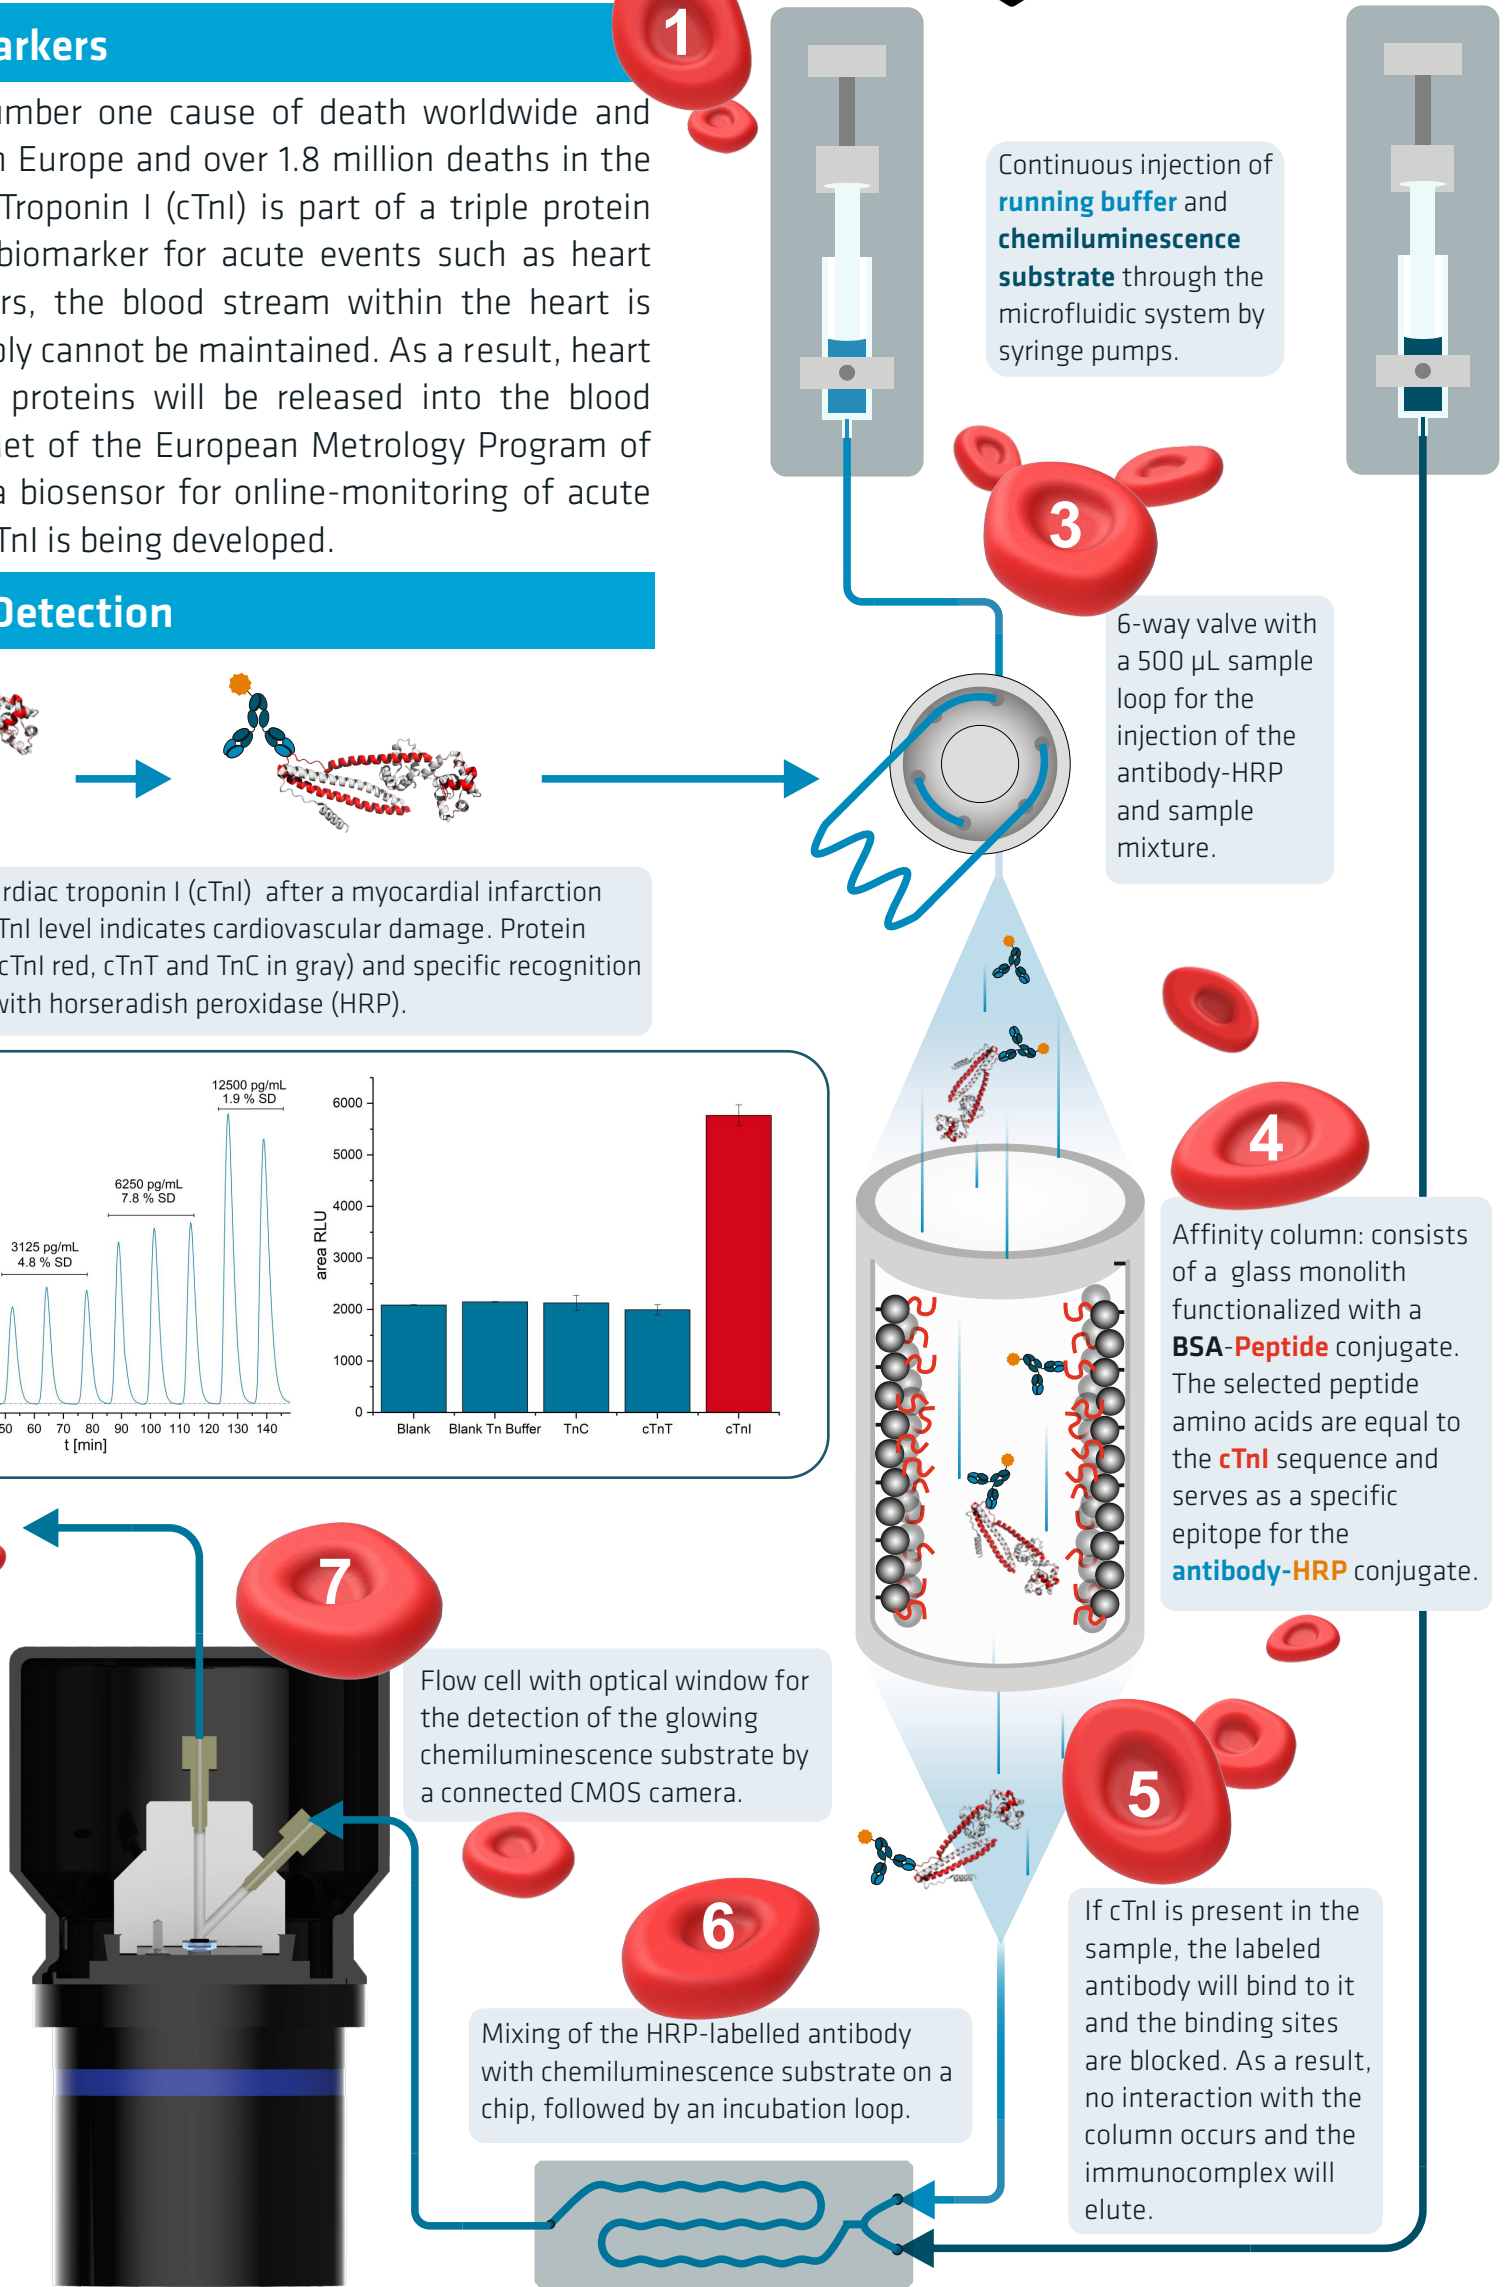 1
umber one cause of death worldwide and
Europe and over 1.8 million deaths in the
Troponin I (cTnI) is part of a triple protein
biomarker for acute events such as heart
the blood stream within the heart is
cannot be maintained. As a result, heart
proteins will be released into the blood
of the European Metrology Program of
a biosensor for online-monitoring of acute
TnI is being developed.
Detection
Continuous injection of
running buffer and
chemiluminescence
substrate through the
microfluidic system by
syringe pumps.
3
6-way valve with
a 500 µL sample
loop for the
injection of the
antibody-HRP
and sample
mixture.
rdiac troponin I (cTnI) after a myocardial infarction
TnI level indicates cardiovascular damage. Protein
cTnI red, cTnT and TnC in gray) and specific recognition
with horseradish peroxidase (HRP).
12500 pg/mL
1.9 % SD
6250 pg/mL
7.8 % SD
3125 pg/mL
4.8 % SD
50 60 70 80 90 100 110 120 130 140
t [min]
area RLU
6000
5000
4000
3000
2000
1000
0
Blank Blank Tn Buffer TnC cTnT cTnI
4
Affinity column: consists
of a glass monolith
functionalized with a
BSA-Peptide conjugate.
The selected peptide
amino acids are equal to
the cTnI sequence and
serves as a specific
epitope for the
antibody-HRP conjugate.
5
If cTnI is present in the
sample, the labeled
antibody will bind to it
and the binding sites
are blocked. As a result,
no interaction with the
column occurs and the
immunocomplex will
elute.
6
Mixing of the HRP-labelled antibody
with chemiluminescence substrate on a
chip, followed by an incubation loop.
7
Flow cell with optical window for
the detection of the glowing
chemiluminescence substrate by
a connected CMOS camera.